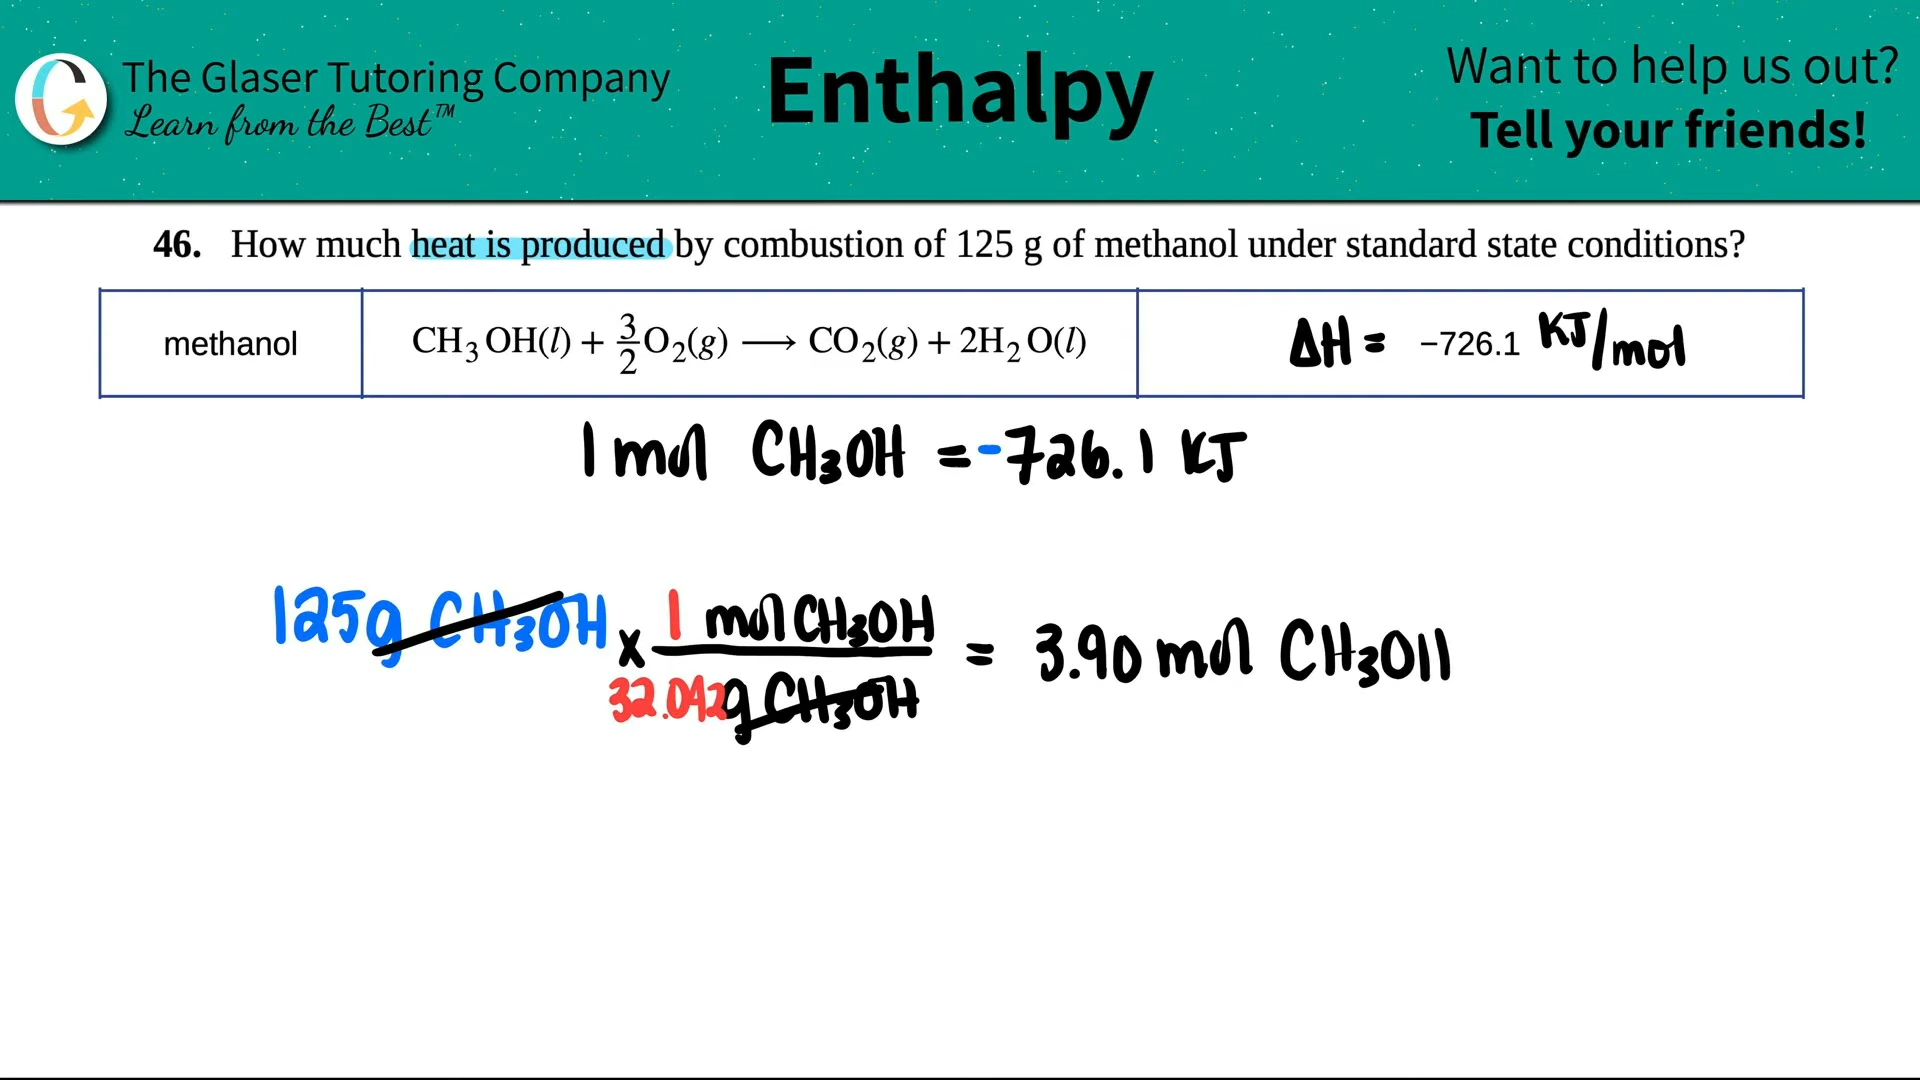 The Glaser Tutoring Company
Learn from the Best™
Enthalpy
Want to help us out?
Tell your friends!
46. How much heat is produced by combustion of 125 g of methanol under standard state conditions?
methanol
CH₃OH(l) + 3/2 O₂(g) ⟶ CO₂(g) + 2H₂O(l)
ΔH = −726.1 KJ/mol
1 mol CH₃OH = -726.1 KJ
125g CH₃OH x 1 mol CH₃OH / 32.042g CH₃OH = 3.90 mol CH₃OH